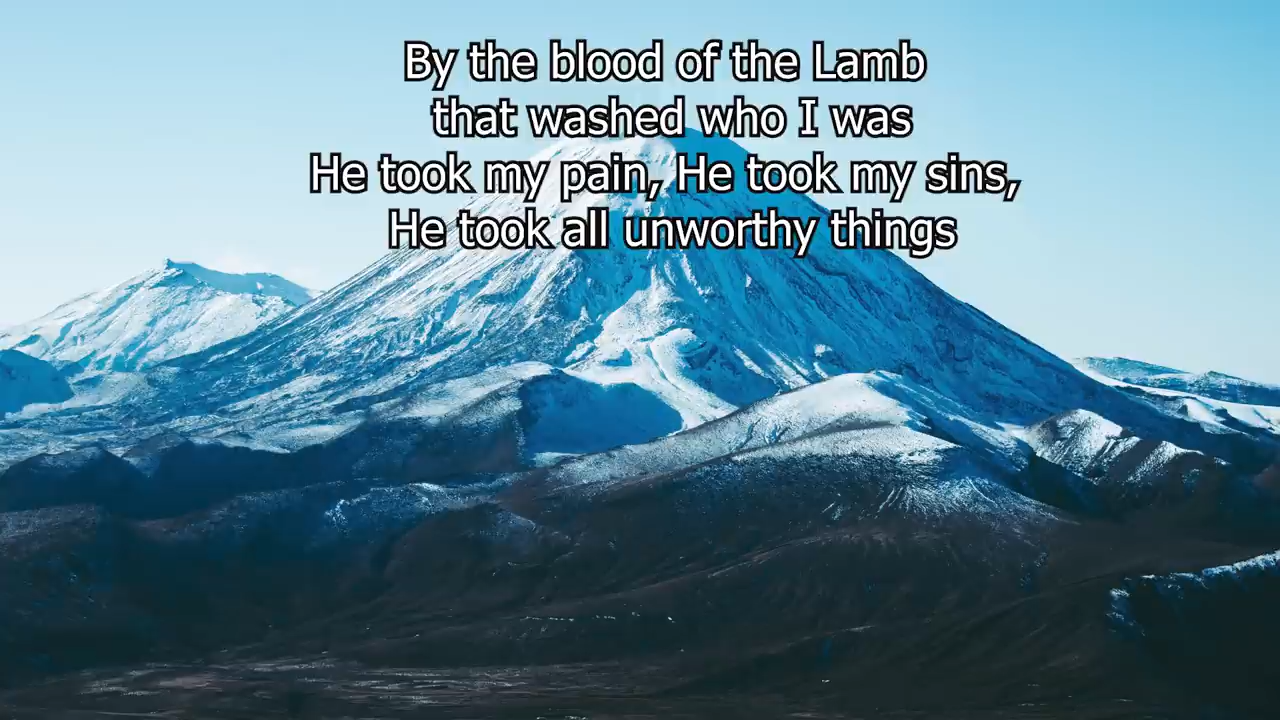 By the blood of the Lamb
that washed who I was
He took my pain, He took my sins,
He took all unworthy things